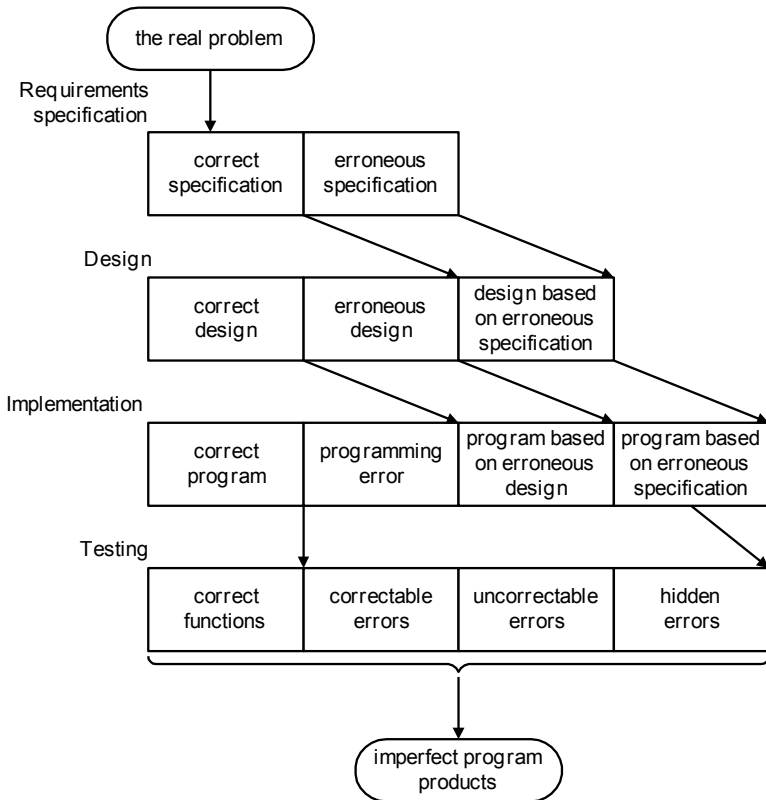 the real problem
Requirements
specification
correct
specification
erroneous
specification
Design
correct
design
erroneous
design
design based
on erroneous
specification
Implementation
correct
program
programming
error
program based
on erroneous
design
program based
on erroneous
specification
Testing
correct
functions
correctable
errors
uncorrectable
errors
hidden
errors
imperfect program
products